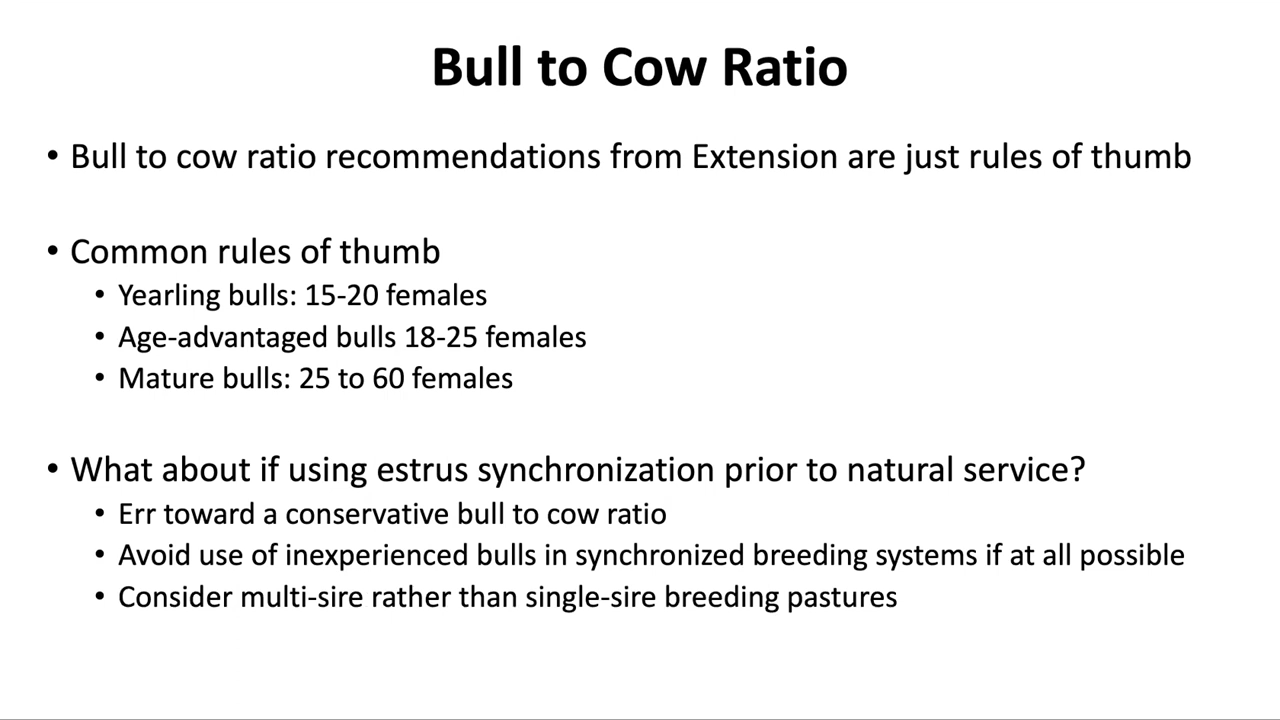 Bull to Cow Ratio
• Bull to cow ratio recommendations from Extension are just rules of thumb
• Common rules of thumb
• Yearling bulls: 15-20 females
• Age-advantaged bulls 18-25 females
• Mature bulls: 25 to 60 females
• What about if using estrus synchronization prior to natural service?
• Err toward a conservative bull to cow ratio
• Avoid use of inexperienced bulls in synchronized breeding systems if at all possible
• Consider multi-sire rather than single-sire breeding pastures